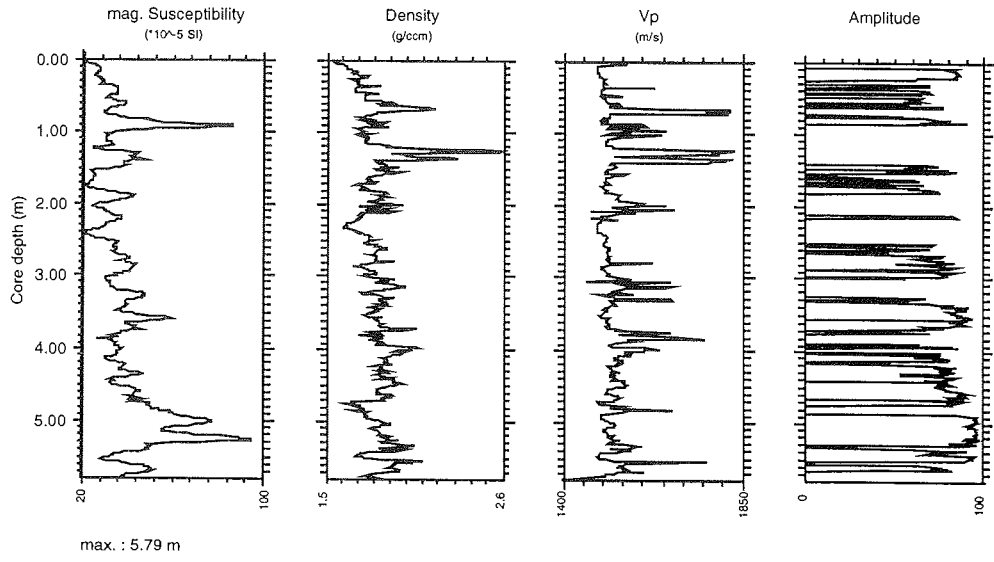 mag. Susceptibility
(*10^-5 SI)
Density
(g/ccm)
Vp
(m/s)
Amplitude
Core depth (m)
0.00
1.00
2.00
3.00
4.00
5.00
20
100
1.5
2.6
1400
1850
0
100
max. : 5.79 m